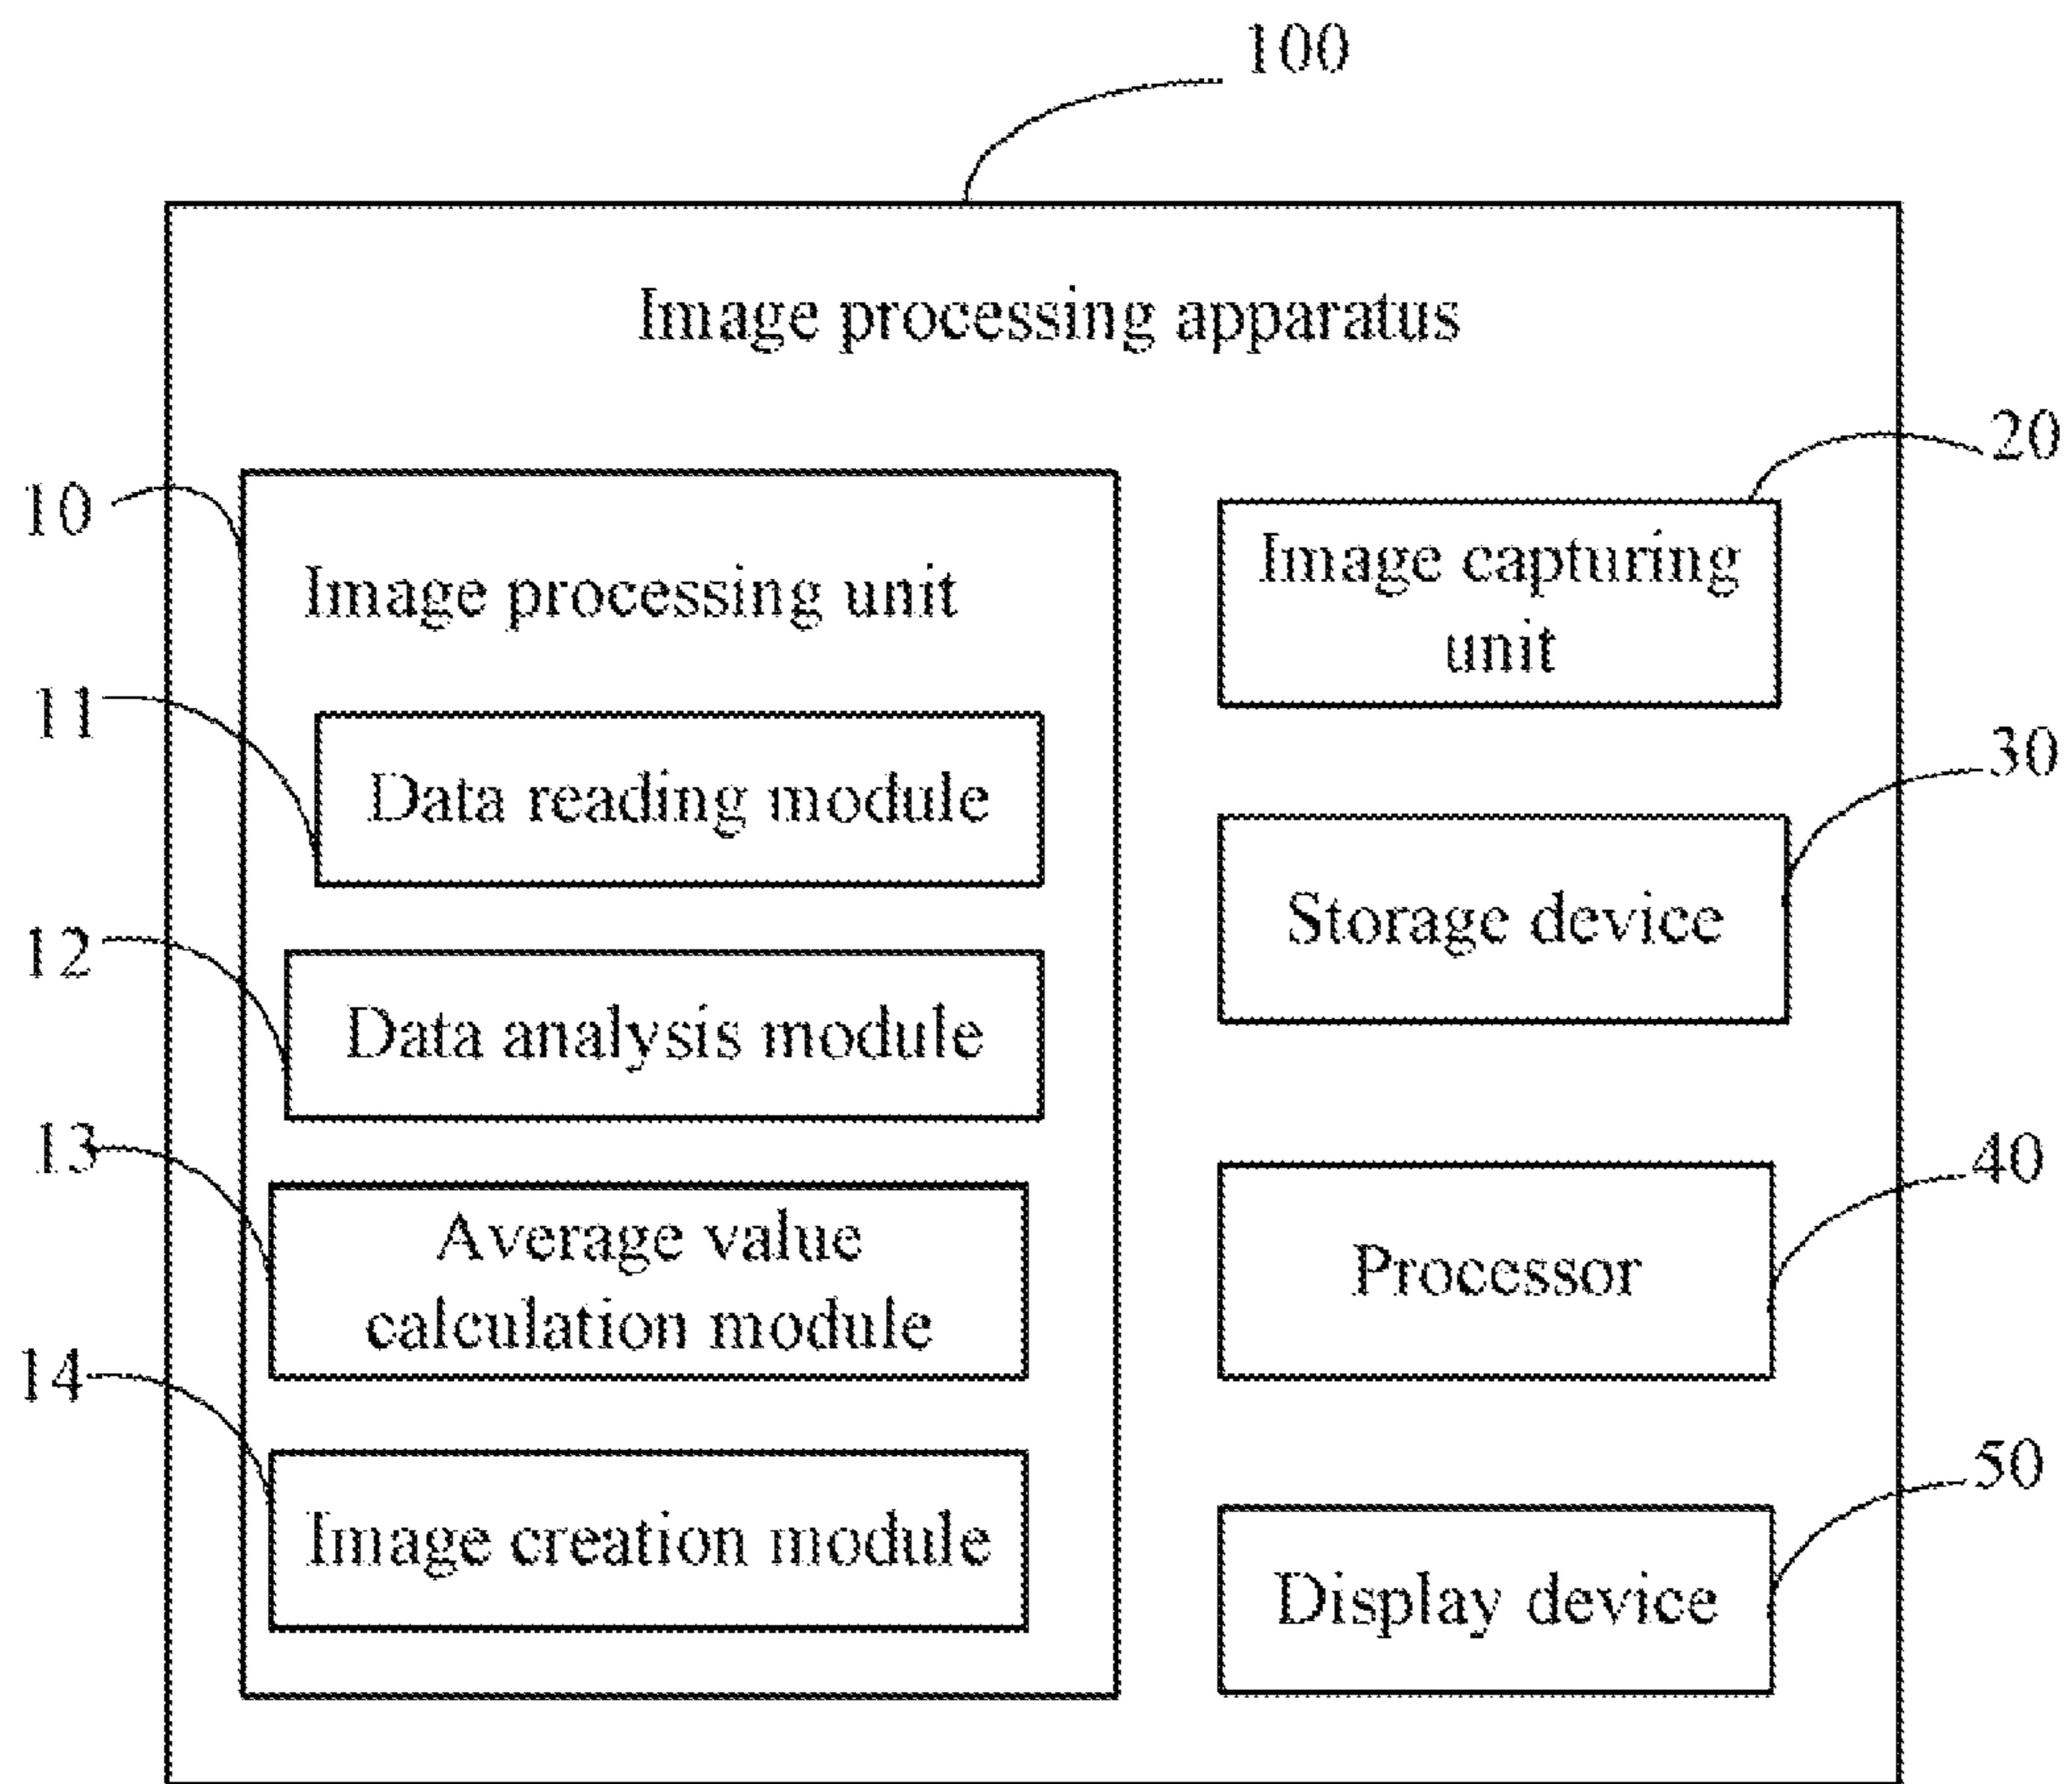 100
Image processing apparatus
10
Image processing unit
11
Data reading module
12
Data analysis module
13
Average value
calculation module
14
Image creation module
20
Image capturing
unit
30
Storage device
40
Processor
50
Display device